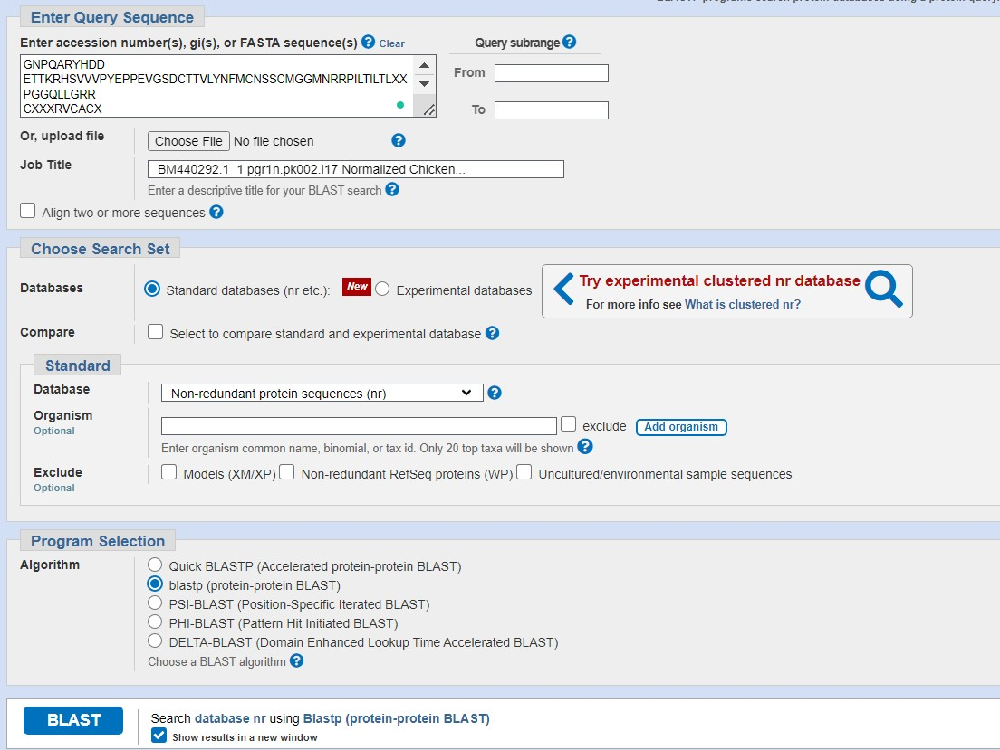 Enter Query Sequence
Enter accession number(s), gi(s), or FASTA sequence(s) ? Clear
Query subrange ?
GNPQARYHDD
ETTKRHSVVVPYEPPEVGSDCTTVLYNFMCNSSCMGGMNRRPILTILTLXX
PGGQLLGRR
CXXXRVCACX
From
To
Or, upload file
Choose File No file chosen ?
Job Title
BM440292.1_1 pgr1n.pk002.l17 Normalized Chicken...
Enter a descriptive title for your BLAST search ?
Align two or more sequences ?
Choose Search Set
Databases
Standard databases (nr etc.): New Experimental databases
Try experimental clustered nr database
For more info see What is clustered nr?
Compare
Select to compare standard and experimental database ?
Standard
Database
Non-redundant protein sequences (nr) ?
Organism
Optional
exclude Add organism
Enter organism common name, binomial, or tax id. Only 20 top taxa will be shown ?
Exclude
Optional
Models (XM/XP) Non-redundant RefSeq proteins (WP) Uncultured/environmental sample sequences
Program Selection
Algorithm
Quick BLASTP (Accelerated protein-protein BLAST)
blastp (protein-protein BLAST)
PSI-BLAST (Position-Specific Iterated BLAST)
PHI-BLAST (Pattern Hit Initiated BLAST)
DELTA-BLAST (Domain Enhanced Lookup Time Accelerated BLAST)
Choose a BLAST algorithm ?
BLAST
Search database nr using Blastp (protein-protein BLAST)
Show results in a new window